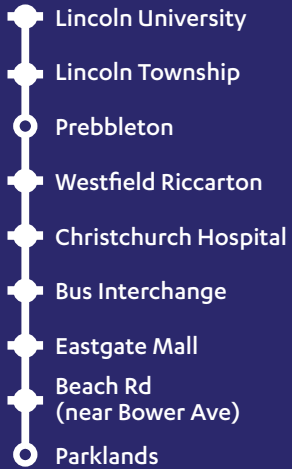 Lincoln University
Lincoln Township
Prebbleton
Westfield Riccarton
Christchurch Hospital
Bus Interchange
Eastgate Mall
Beach Rd
(near Bower Ave)
Parklands